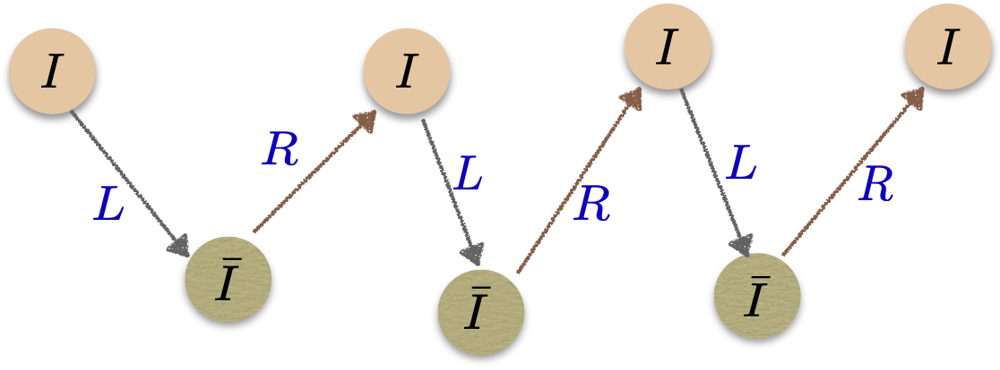 I I I I
R L
L R L R
Ī Ī Ī